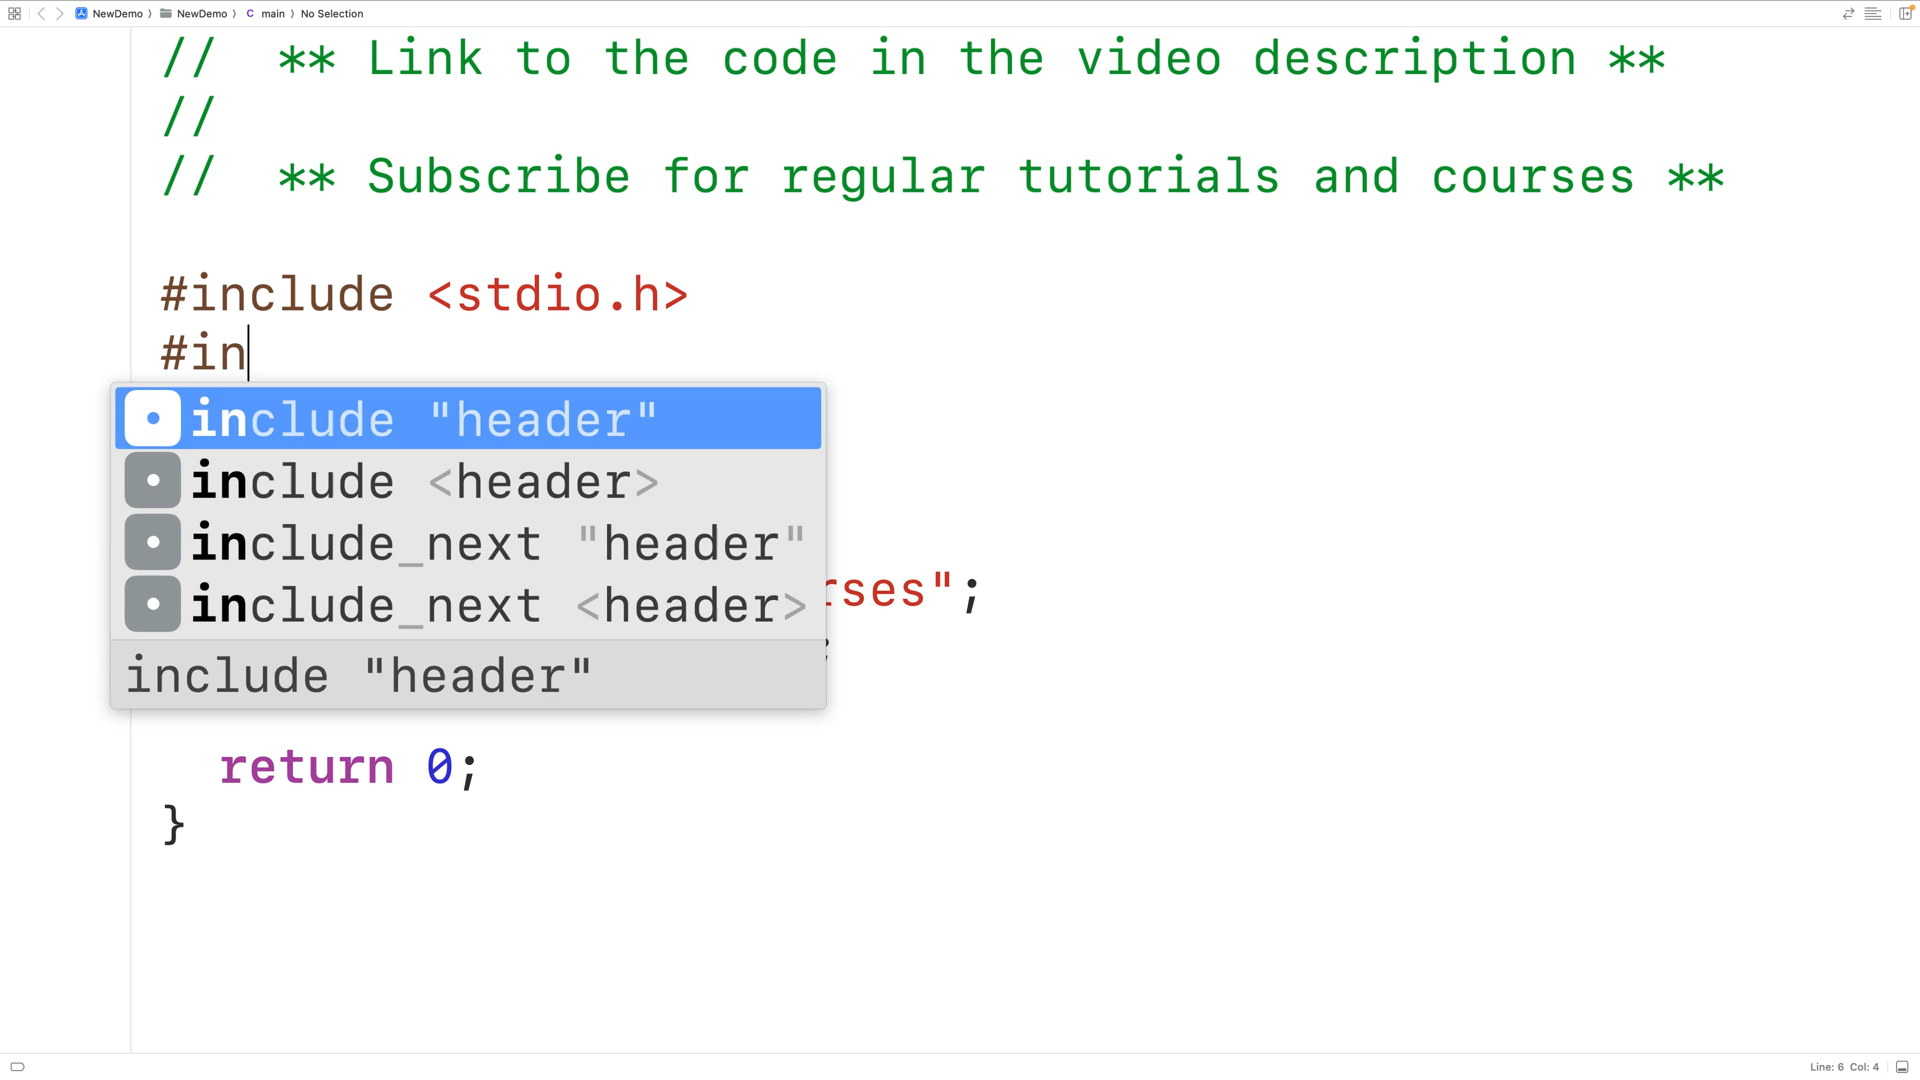 NewDemo ⟩ NewDemo ⟩ C main ⟩ No Selection
// ** Link to the code in the video description **
//
// ** Subscribe for regular tutorials and courses **
#include <stdio.h>
#in
include "header"
include <header>
include_next "header"
rses";
include_next <header>
;
include "header"
return 0;
}
Line: 6 Col: 4